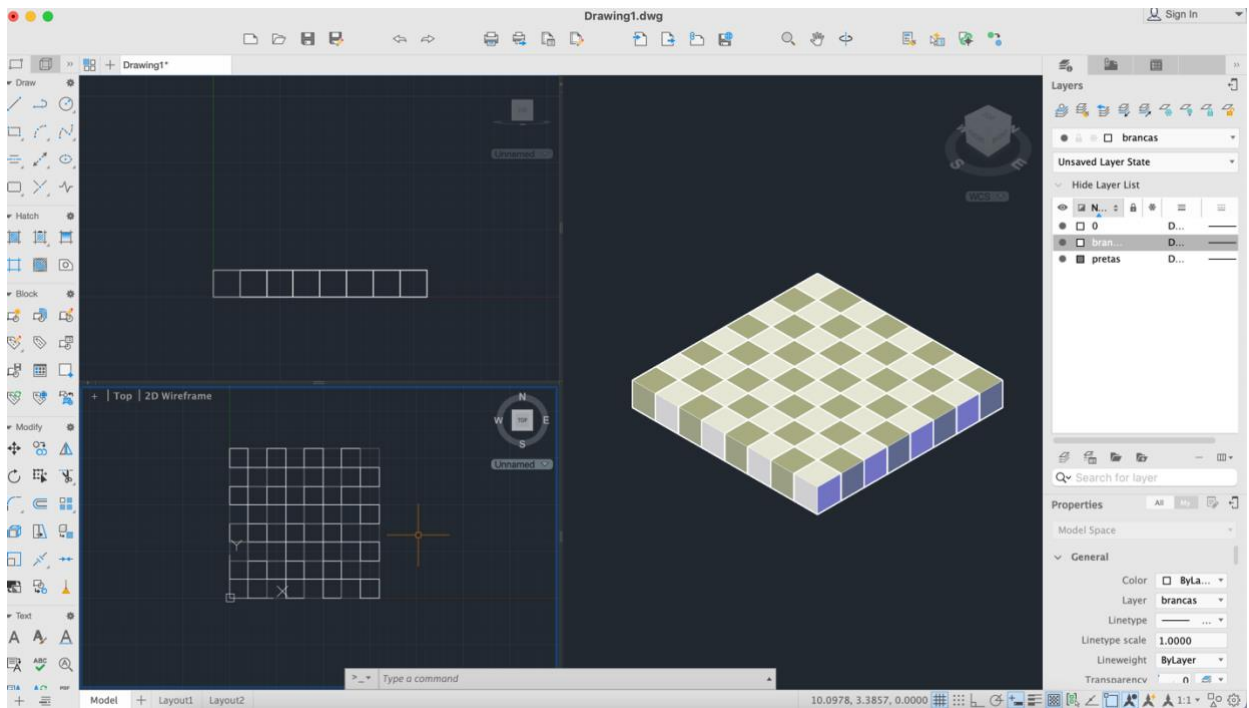 Drawing1.dwg
Sign In
Drawing1*
Draw
Layers
Unnamed
brancas
Unsaved Layer State
WCS
Hide Layer List
Hatch
N...
0 D...
bran... D...
Block
pretas D...
+ | Top | 2D Wireframe
N
W TOP E
S
Modify
Unnamed
Search for layer
Properties All
Model Space
Y
General
Color ByLa...
X
Layer brancas
Text
Linetype ...
A A A
Linetype scale 1.0000
ABC
Lineweight ByLayer
>_ Type a command
Transparency 0
Model + Layout1 Layout2
10.0978, 3.3857, 0.0000
1:1